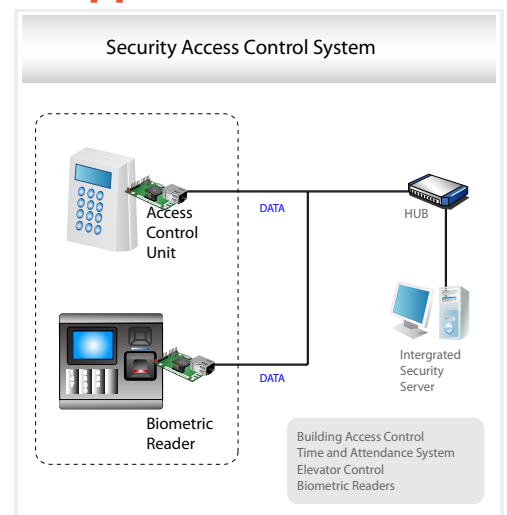 Security Access Control System
DATA
Access
Control
Unit
HUB
Intergrated
Security
Server
DATA
Biometric
Reader
Building Access Control
Time and Attendance System
Elevator Control
Biometric Readers